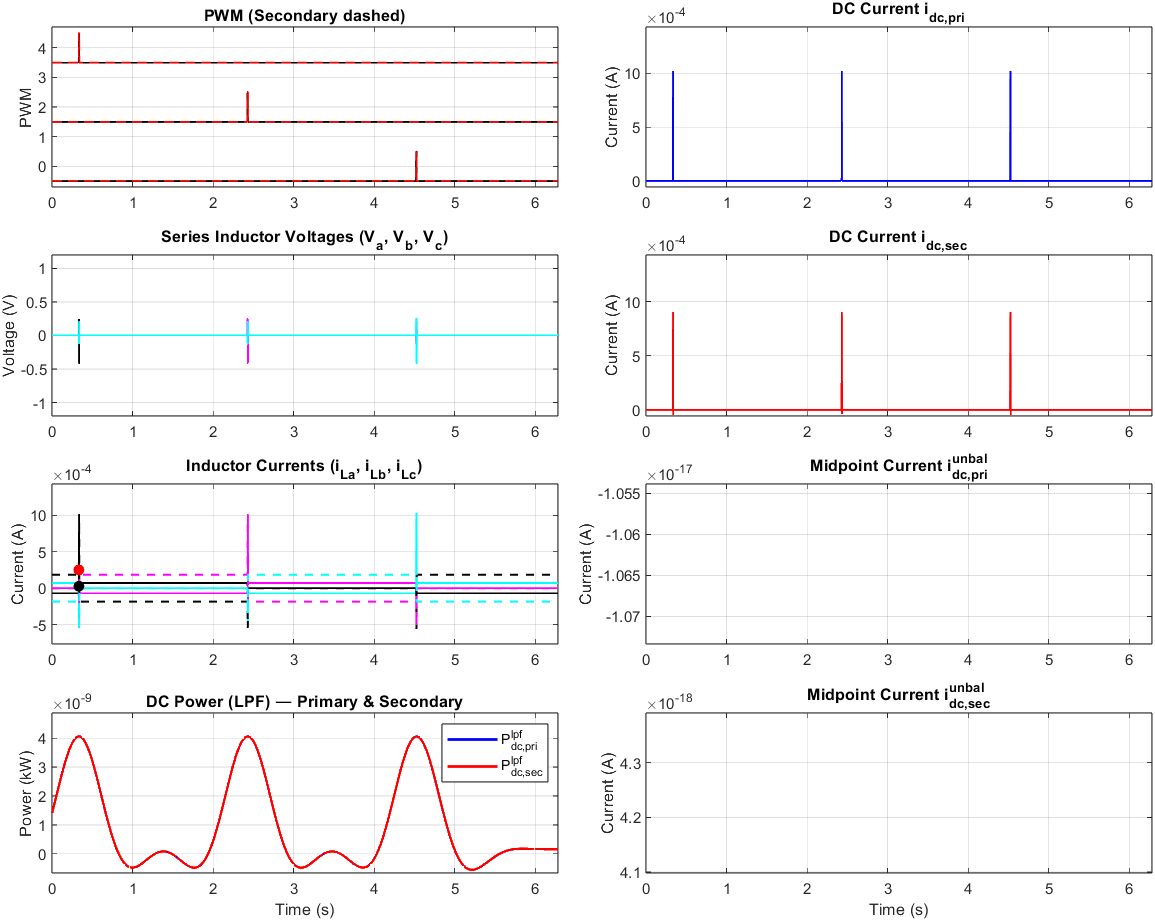 PWM (Secondary dashed)
4
3
2
1
0
PWM
0 1 2 3 4 5 6
DC Current i_dc,pri
×10^-4
10
5
0
Current (A)
0 1 2 3 4 5 6
Series Inductor Voltages (V_a, V_b, V_c)
1
0.5
0
-0.5
-1
Voltage (V)
0 1 2 3 4 5 6
DC Current i_dc,sec
×10^-4
10
5
0
Current (A)
0 1 2 3 4 5 6
Inductor Currents (i_La, i_Lb, i_Lc)
×10^-4
10
5
0
-5
Current (A)
0 1 2 3 4 5 6
Midpoint Current i_dc,pri^unbal
×10^-17
-1.055
-1.06
-1.065
-1.07
Current (A)
0 1 2 3 4 5 6
DC Power (LPF) — Primary & Secondary
×10^-9
4
3
2
1
0
Power (kW)
P_dc,pri^lpf
P_dc,sec^lpf
0 1 2 3 4 5 6
Time (s)
Midpoint Current i_dc,sec^unbal
×10^-18
4.3
4.2
4.1
Current (A)
0 1 2 3 4 5 6
Time (s)